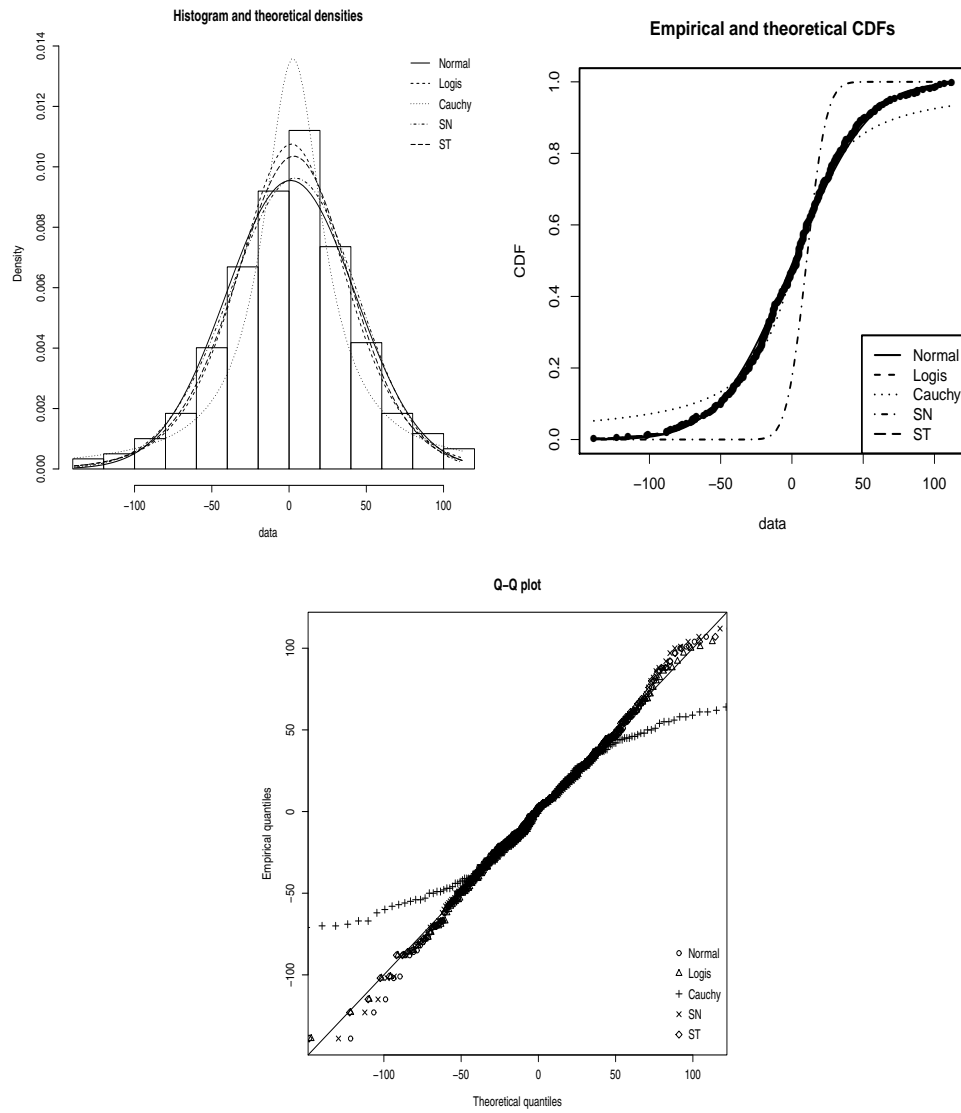 Histogram and theoretical densities
Density
0.000
0.002
0.004
0.006
0.008
0.010
0.012
0.014
−100
−50
0
50
100
data
Normal
Logis
Cauchy
SN
ST
Empirical and theoretical CDFs
CDF
0.0
0.2
0.4
0.6
0.8
1.0
−100
−50
0
50
100
data
Normal
Logis
Cauchy
SN
ST
Q−Q plot
Empirical quantiles
−100
−50
0
50
100
−100
−50
0
50
100
Theoretical quantiles
Normal
Logis
Cauchy
SN
ST